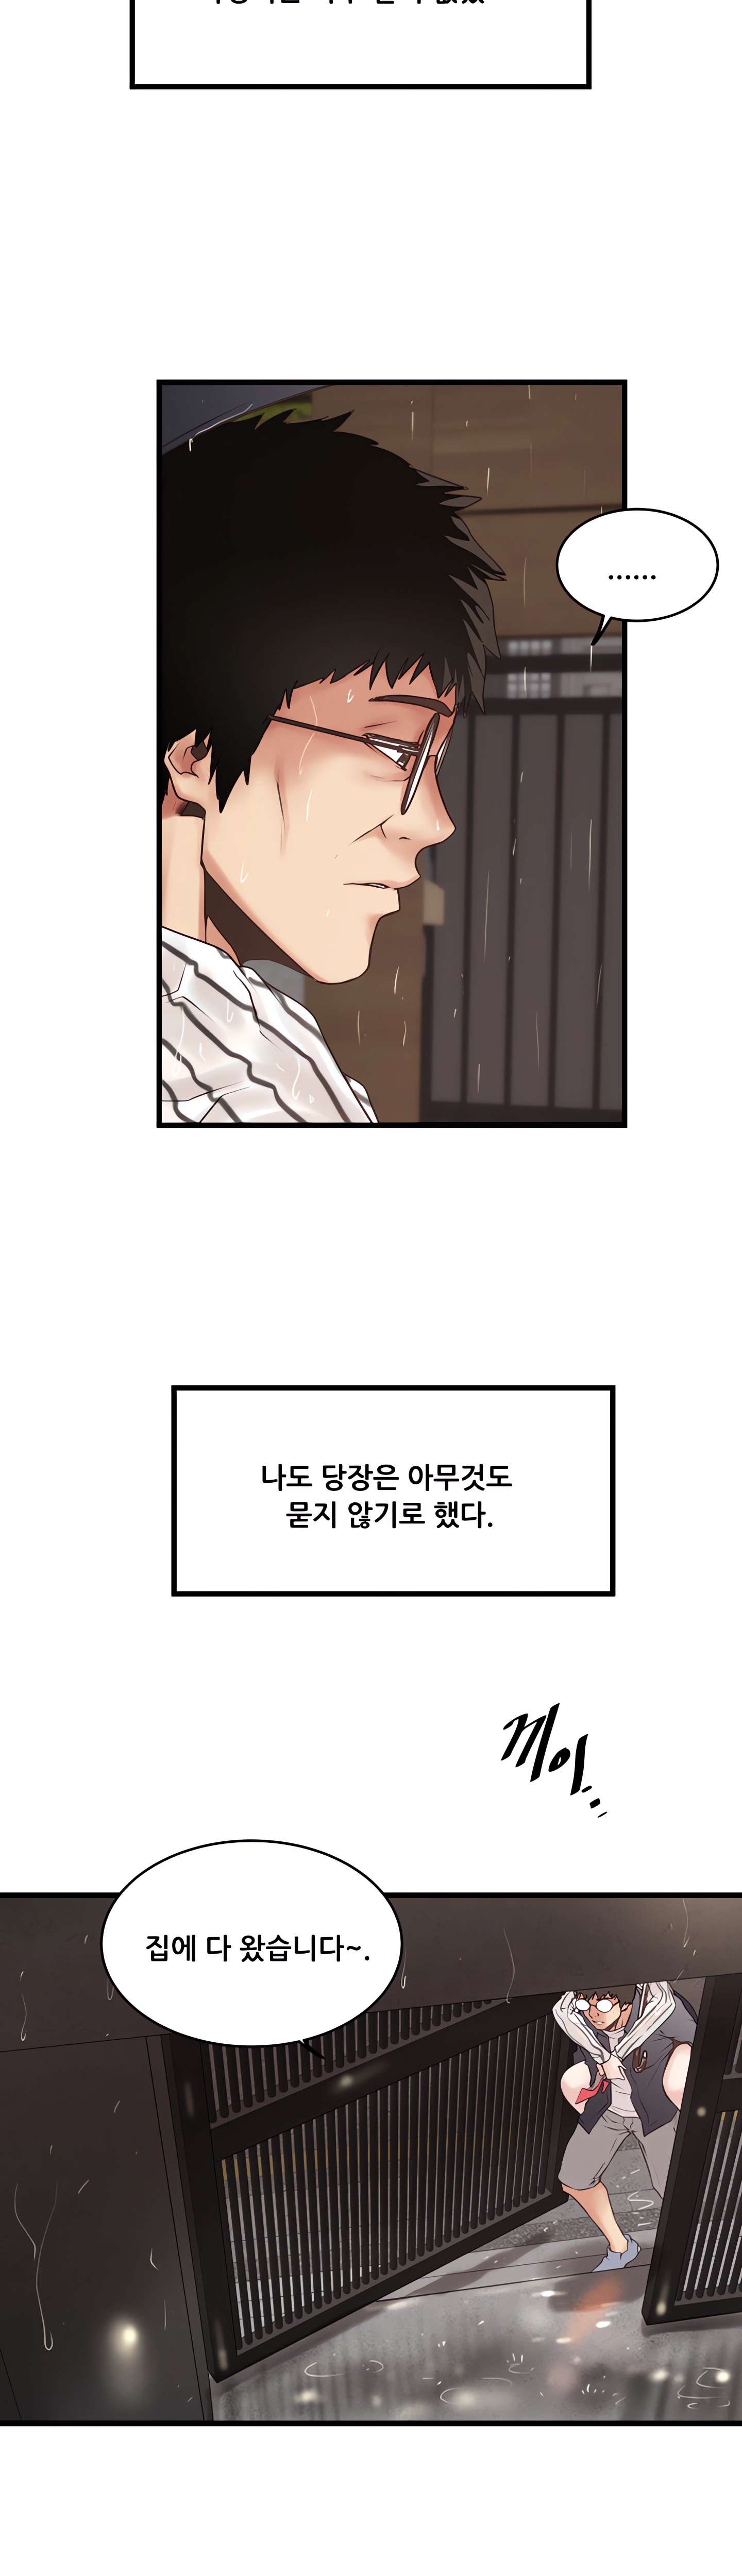 ......
나도 당장은 아무것도
묻지 않기로 했다.
끼이..
집에 다 왔습니다~.